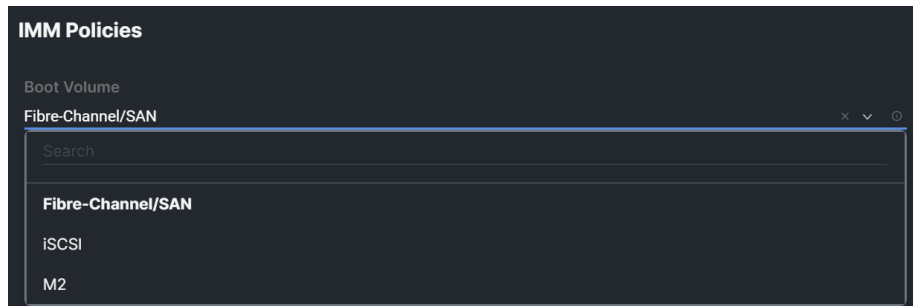 IMM Policies
Boot Volume
Fibre-Channel/SAN
Search
Fibre-Channel/SAN
iSCSI
M2